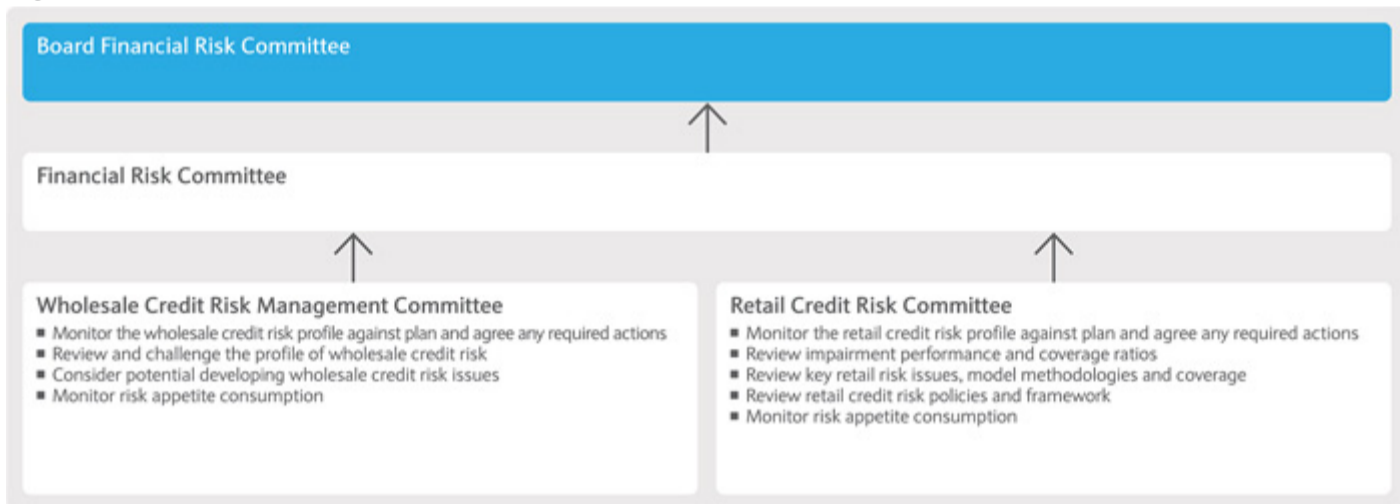 Board Financial Risk Committee
Financial Risk Committee
Wholesale Credit Risk Management Committee
▪ Monitor the wholesale credit risk profile against plan and agree any required actions
▪ Review and challenge the profile of wholesale credit risk
▪ Consider potential developing wholesale credit risk issues
▪ Monitor risk appetite consumption
Retail Credit Risk Committee
▪ Monitor the retail credit risk profile against plan and agree any required actions
▪ Review impairment performance and coverage ratios
▪ Review key retail risk issues, model methodologies and coverage
▪ Review retail credit risk policies and framework
▪ Monitor risk appetite consumption